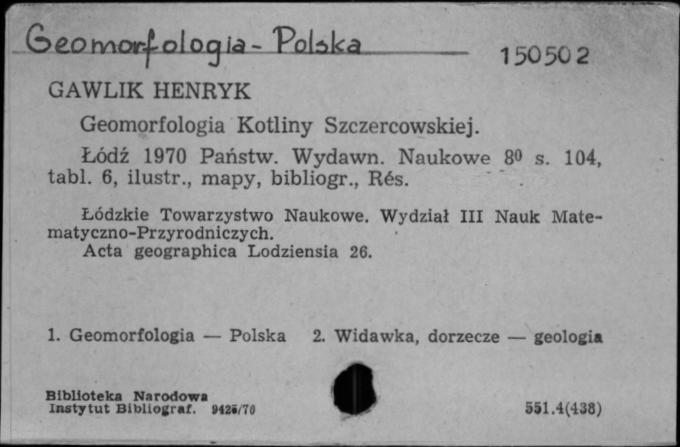 Geomorfologia - Polska
150502
GAWLIK HENRYK
Geomorfologia Kotliny Szczercowskiej.
Łódź 1970 Państw. Wydawn. Naukowe 8⁰ s. 104,
tabl. 6, ilustr., mapy, bibliogr., Rés.
Łódzkie Towarzystwo Naukowe. Wydział III Nauk Mate-
matyczno-Przyrodniczych.
Acta geographica Lodziensia 26.
1. Geomorfologia — Polska 2. Widawka, dorzecze — geologia
Biblioteka Narodowa
Instytut Bibliograf.
551.4(438)